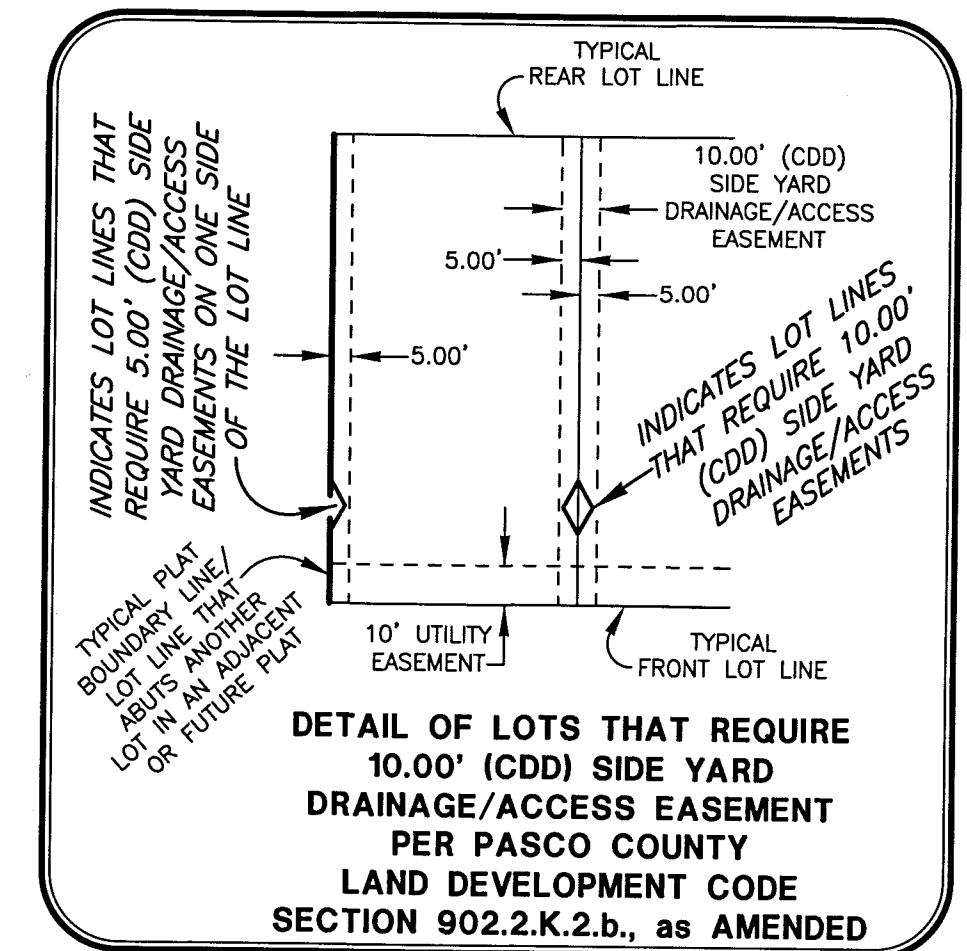 TYPICAL
REAR LOT LINE
INDICATES LOT LINES THAT
REQUIRE 5.00' (CDD) SIDE
YARD DRAINAGE/ACCESS
EASEMENTS ON ONE SIDE
OF THE LOT LINE
10.00' (CDD)
SIDE YARD
DRAINAGE/ACCESS
EASEMENT
5.00'
5.00'
5.00'
INDICATES LOT LINES
THAT REQUIRE 10.00'
(CDD) SIDE YARD
DRAINAGE/ACCESS
EASEMENTS
TYPICAL PLAT
BOUNDARY LINE/
LOT LINE THAT
ABUTS ANOTHER
LOT IN AN ADJACENT
OR FUTURE PLAT
10' UTILITY
EASEMENT
TYPICAL
FRONT LOT LINE
DETAIL OF LOTS THAT REQUIRE
10.00' (CDD) SIDE YARD
DRAINAGE/ACCESS EASEMENT
PER PASCO COUNTY
LAND DEVELOPMENT CODE
SECTION 902.2.K.2.b., as AMENDED